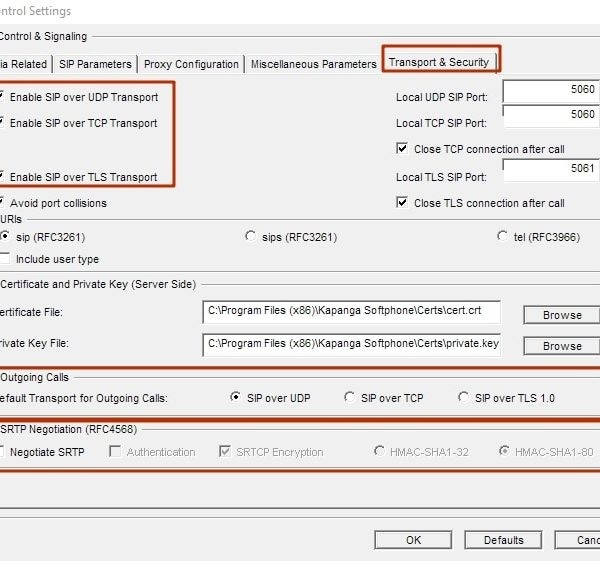 ntrol Settings
Control & Signaling
ia Related SIP Parameters Proxy Configuration Miscellaneous Parameters Transport & Security
Enable SIP over UDP Transport Local UDP SIP Port: 5060
Enable SIP over TCP Transport Local TCP SIP Port: 5060
Close TCP connection after call
Enable SIP over TLS Transport Local TLS SIP Port: 5061
Avoid port collisions Close TLS connection after call
URIs
sip (RFC3261) sips (RFC3261) tel (RFC3966)
Include user type
Certificate and Private Key (Server Side)
ertificate File: C:\Program Files (x86)\Kapanga Softphone\Certs\cert.crt Browse
rivate Key File: C:\Program Files (x86)\Kapanga Softphone\Certs\private.key Browse
Outgoing Calls
efault Transport for Outgoing Calls: SIP over UDP SIP over TCP SIP over TLS 1.0
SRTP Negotiation (RFC4568)
Negotiate SRTP Authentication SRTCP Encryption HMAC-SHA1-32 HMAC-SHA1-80
OK Defaults Canc